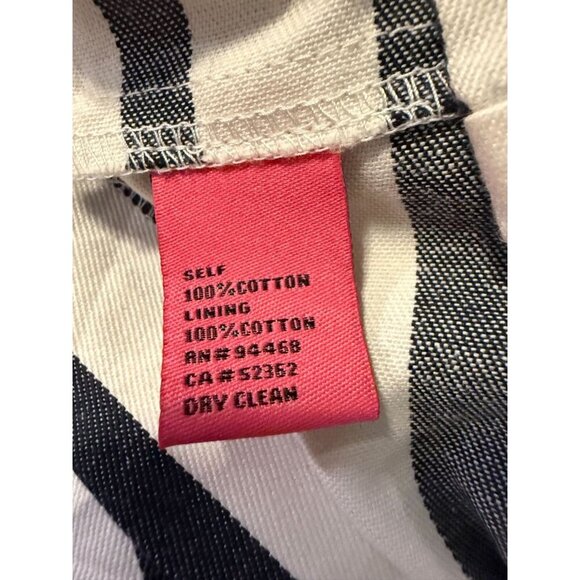 SELF
100%COTTON
LINING
100%COTTON
RN# 94468
CA # 52362
DRY CLEAN